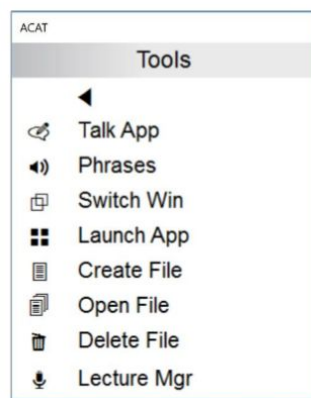 ACAT
Tools
Talk App
Phrases
Switch Win
Launch App
Create File
Open File
Delete File
Lecture Mgr